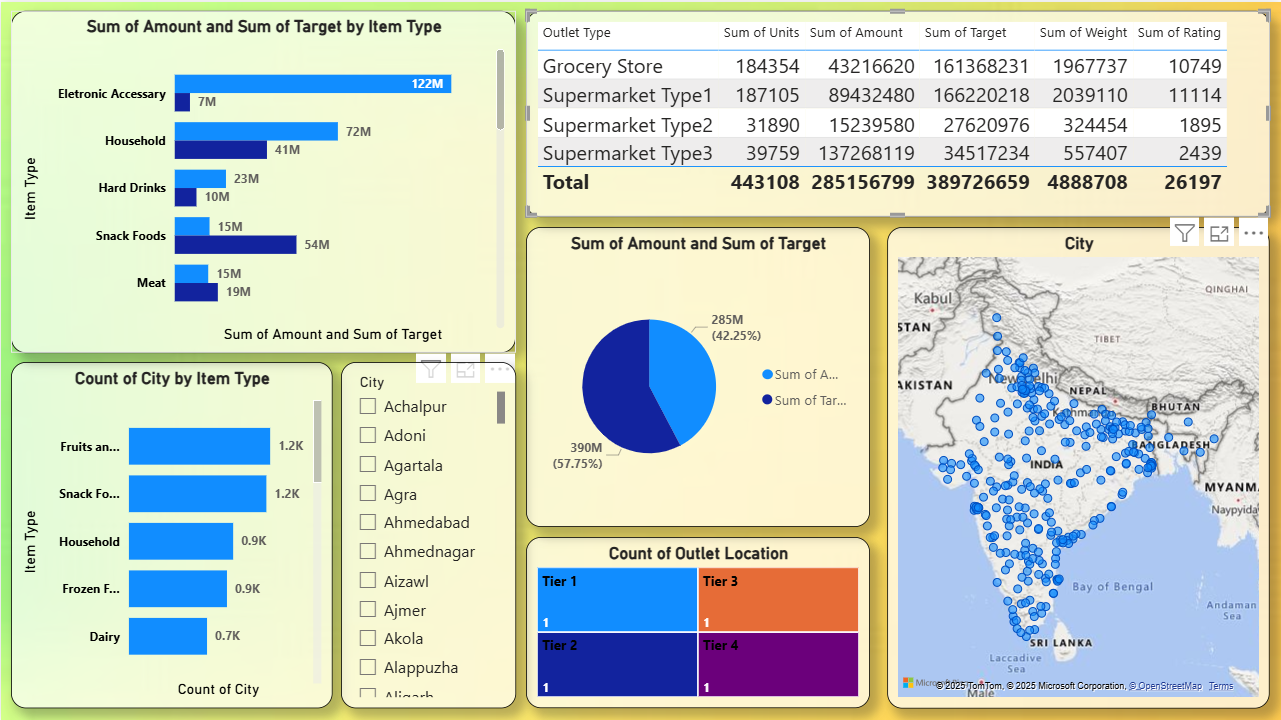 Sum of Amount and Sum of Target by Item Type
Item Type
Eletronic Accessary
122M
7M
Household
72M
41M
Hard Drinks
23M
10M
Snack Foods
15M
54M
Meat
15M
19M
Sum of Amount and Sum of Target
Outlet Type Sum of Units Sum of Amount Sum of Target Sum of Weight Sum of Rating
Grocery Store 184354 43216620 161368231 1967737 10749
Supermarket Type1 187105 89432480 166220218 2039110 11114
Supermarket Type2 31890 15239580 27620976 324454 1895
Supermarket Type3 39759 137268119 34517234 557407 2439
Total 443108 285156799 389726659 4888708 26197
Count of City by Item Type
Item Type
Fruits an... 1.2K
Snack Fo... 1.2K
Household 0.9K
Frozen F... 0.9K
Dairy 0.7K
Count of City
City
Achalpur
Adoni
Agartala
Agra
Ahmedabad
Ahmednagar
Aizawl
Ajmer
Akola
Alappuzha
Aligarh
Sum of Amount and Sum of Target
285M
(42.25%)
390M
(57.75%)
Sum of A...
Sum of Tar...
Count of Outlet Location
Tier 1
1
Tier 3
1
Tier 2
1
Tier 4
1
City
QINGHAI
Kabul
STAN
TIBET
AKISTAN
New Delhi
NEPAL
BHUTAN
BANGLADESH
INDIA
MYANM
Naypyida
Bay of Bengal
Andaman
Sea
SRI LANKA
Laccadive
Sea
Male
© 2025 TomTom, © 2025 Microsoft Corporation, © OpenStreetMap Terms